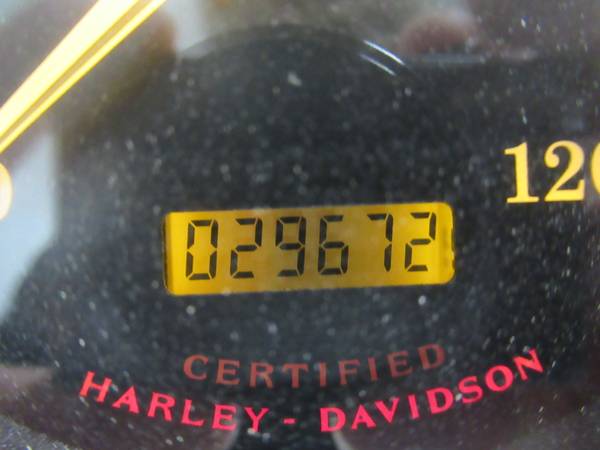 120
029672
CERTIFIED
HARLEY - DAVIDSON